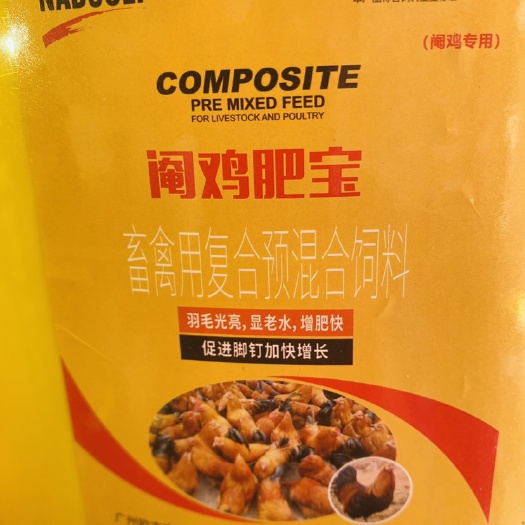 （阉鸡专用）
COMPOSITE
PRE MIXED FEED
FOR LIVESTOCK AND POULTRY
阉鸡肥宝
畜禽用复合预混合饲料
羽毛光亮,显老水,增肥快
促进脚钉加快增长